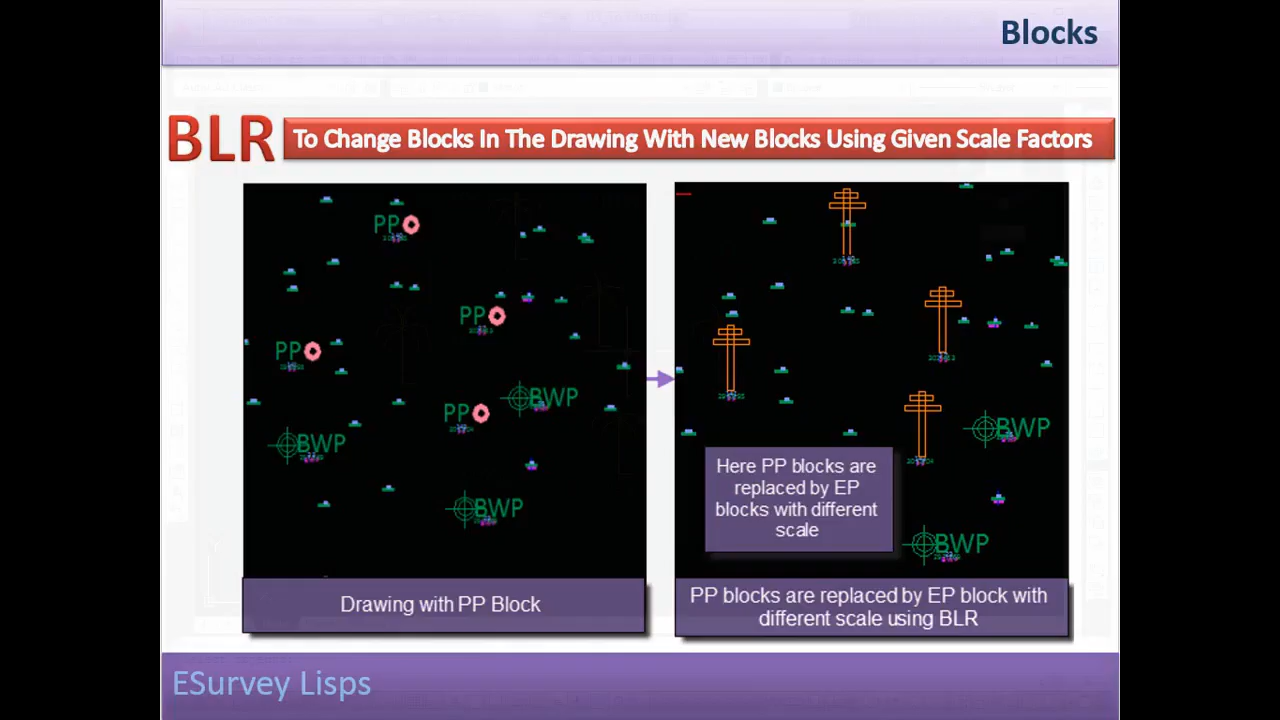 Blocks
BLR
To Change Blocks In The Drawing With New Blocks Using Given Scale Factors
PP
PP
PP
PP
BWP
BWP
BWP
BWP
BWP
Here PP blocks are
replaced by EP
blocks with different
scale
Drawing with PP Block
PP blocks are replaced by EP block with
different scale using BLR
ESurvey Lisps